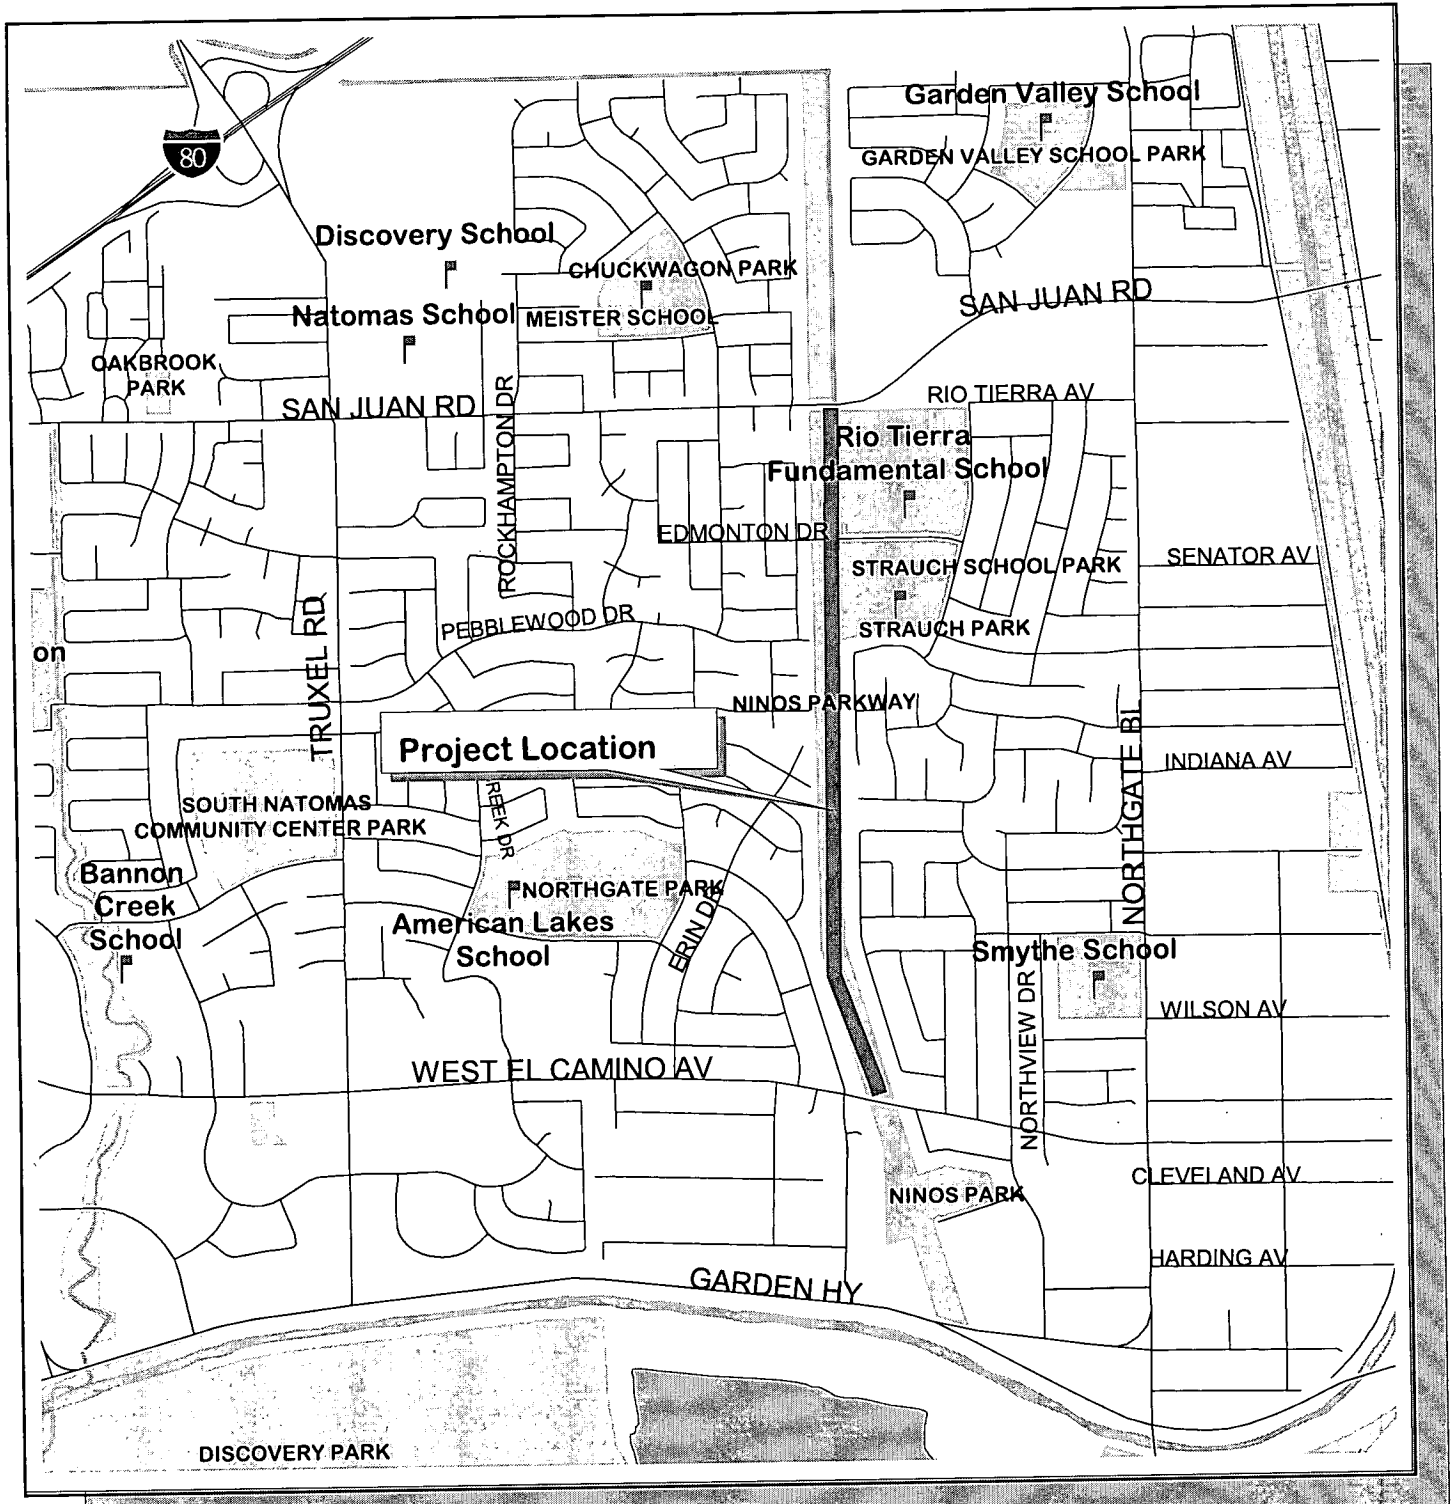 Garden Valley School
80
GARDEN VALLEY SCHOOL PARK
Discovery School
CHUCKWAGON PARK
SAN JUAN RD
Natomas School
MEISTER SCHOOL
OAKBROOK
PARK
SAN JUAN RD
ROCKHAMPTON DR
RIO TIERRA AV
Rio Tierra
Fundamental School
EDMONTON DR
STRAUCH SCHOOL PARK
SENATOR AV
TRUXEL RD
PEBBLEWOOD DR
STRAUCH PARK
on
NINOS PARKWAY
NORTHGATE BL
Project Location
INDIANA AV
SOUTH NATOMAS
COMMUNITY CENTER PARK
REEK DR
Bannon
Creek
School
NORTHGATE PARK
American Lakes
School
ERIN DR
Smythe School
NORTHVIEW DR
WILSON AV
WEST EL CAMINO AV
CLEVELAND AV
NINOS PARK
HARDING AV
GARDEN HY
DISCOVERY PARK